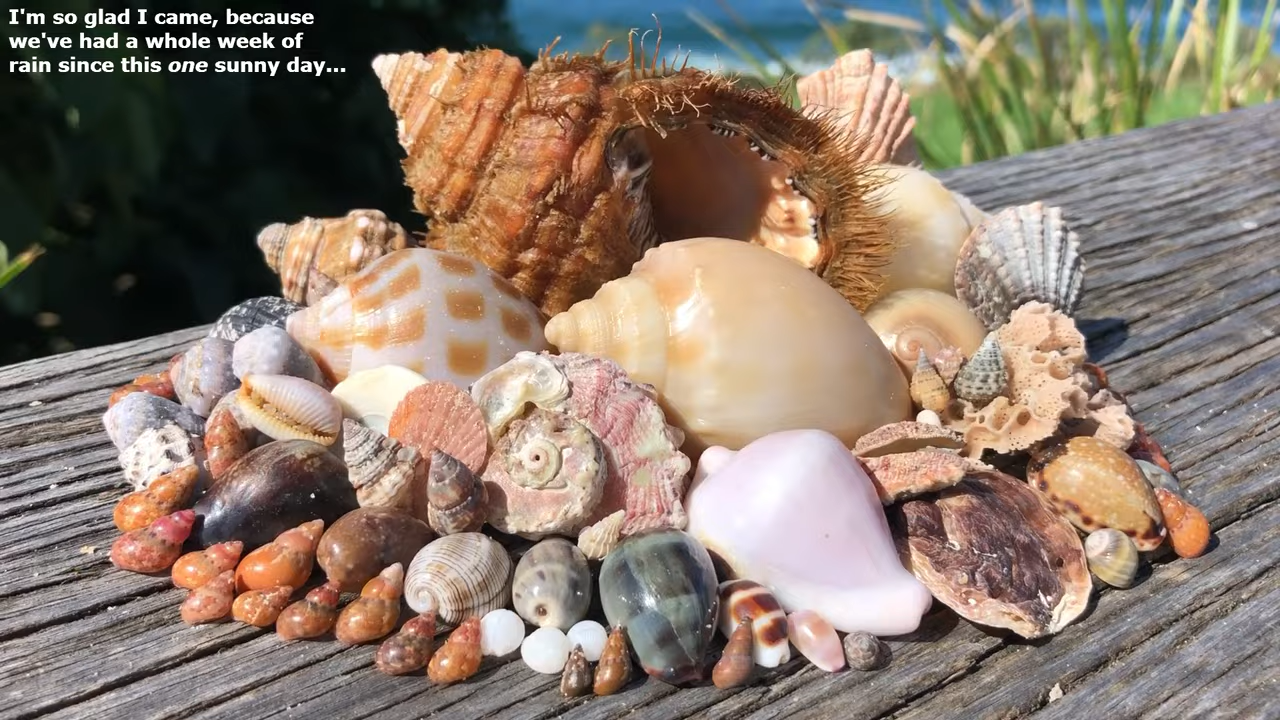 I'm so glad I came, because
we've had a whole week of
rain since this one sunny day...